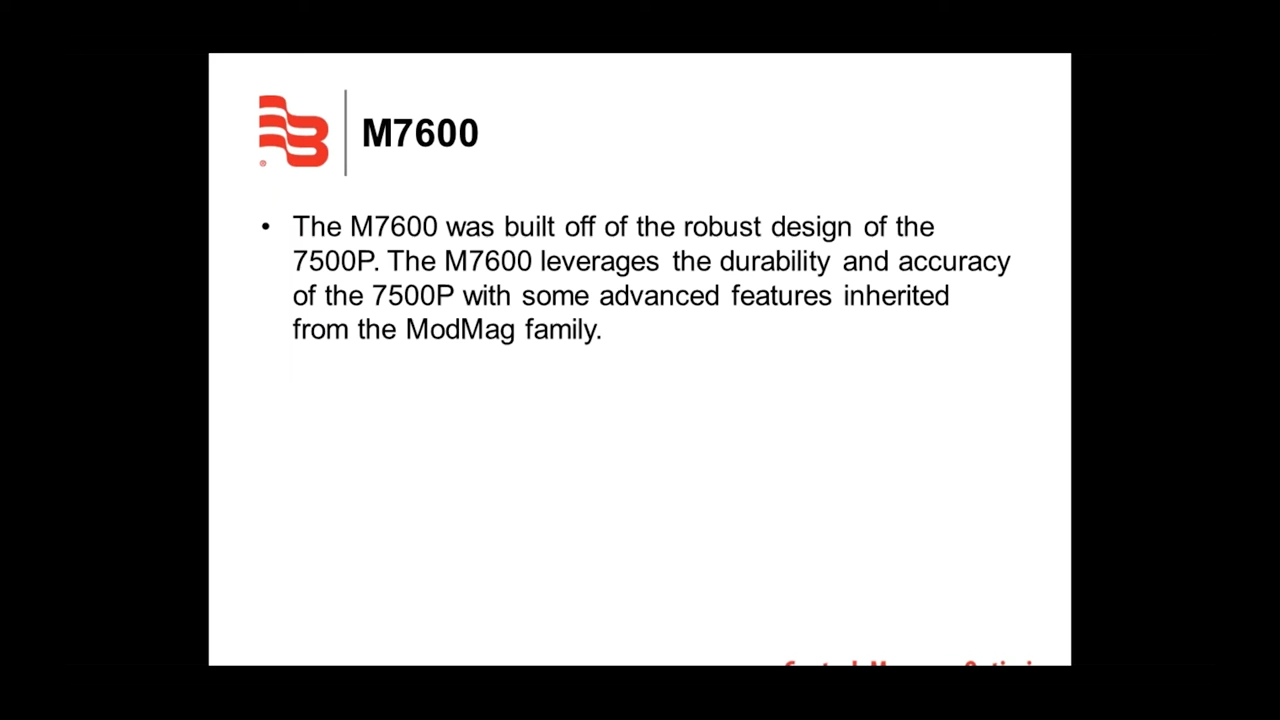 M7600
• The M7600 was built off of the robust design of the
7500P. The M7600 leverages the durability and accuracy
of the 7500P with some advanced features inherited
from the ModMag family.